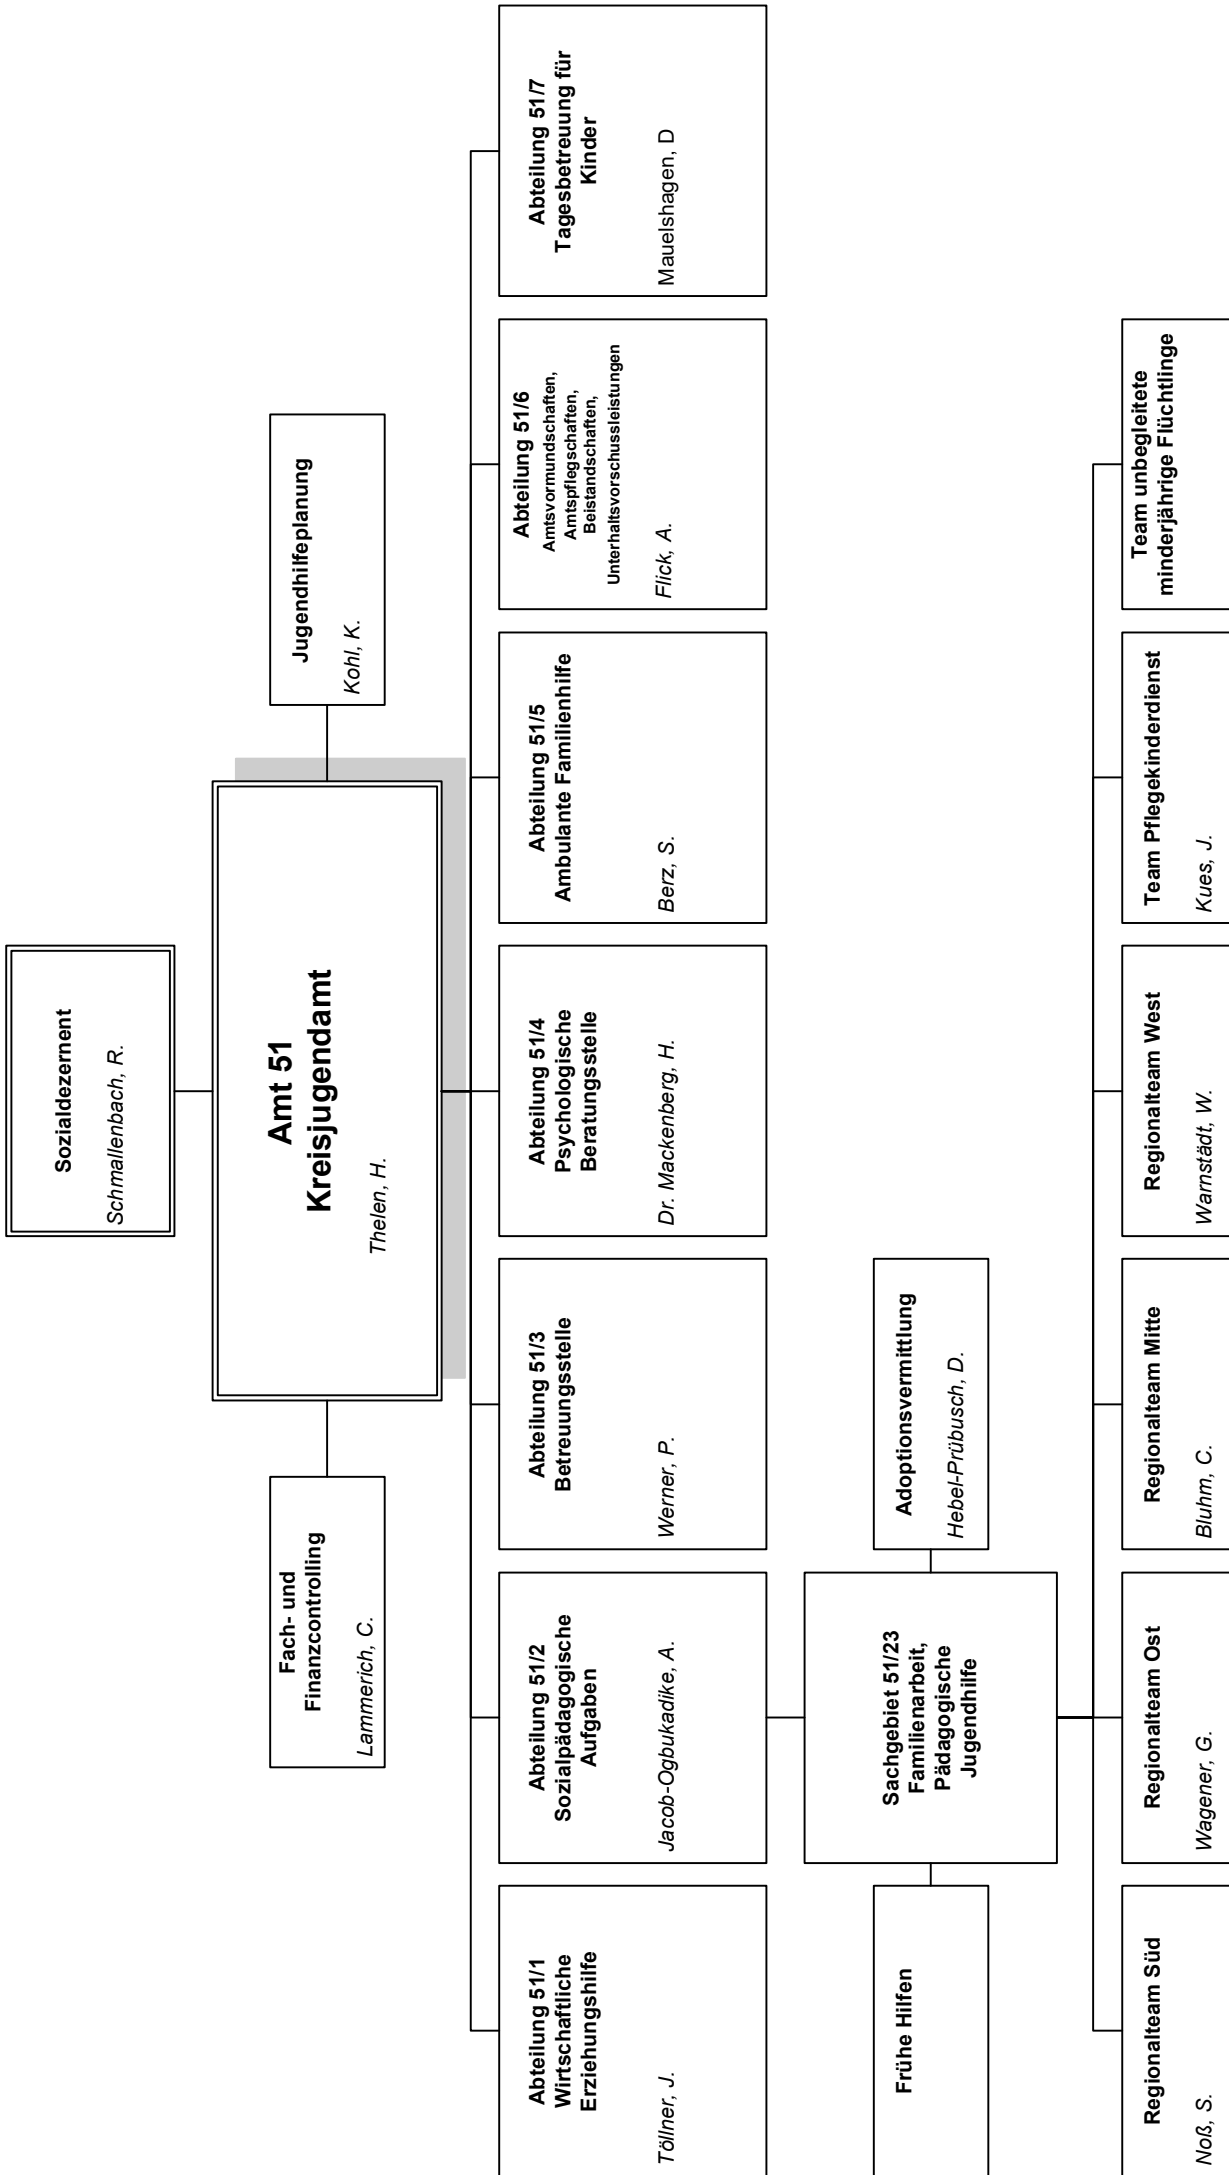 Sozialdezernent
Schmallenbach, R.
Amt 51
Kreisjugendamt
Thelen, H.
Fach- und
Finanzcontrolling
Lammerich, C.
Jugendhilfeplanung
Kohl, K.
Abteilung 51/1
Wirtschaftliche
Erziehungshilfe
Töllner, J.
Abteilung 51/2
Sozialpädagogische
Aufgaben
Jacob-Ogbukadike, A.
Abteilung 51/3
Betreuungsstelle
Werner, P.
Abteilung 51/4
Psychologische
Beratungsstelle
Dr. Mackenberg, H.
Abteilung 51/5
Ambulante Familienhilfe
Berz, S.
Abteilung 51/6
Amtsvormundschaften,
Amtspflegschaften,
Beistandschaften,
Unterhaltsvorschussleistungen
Flick, A.
Abteilung 51/7
Tagesbetreuung für
Kinder
Mauelshagen, D
Frühe Hilfen
Sachgebiet 51/23
Familienarbeit,
Pädagogische
Jugendhilfe
Adoptionsvermittlung
Hebel-Prübusch, D.
Regionalteam Süd
Noß, S.
Regionalteam Ost
Wagener, G.
Regionalteam Mitte
Bluhm, C.
Regionalteam West
Warnstädt, W.
Team Pflegekinderdienst
Kues, J.
Team unbegleitete
minderjährige Flüchtlinge